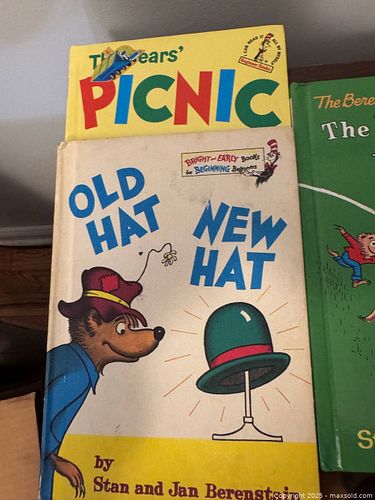 The Bears'
PICNIC
I CAN READ IT ALL BY MYSELF
Beginner Books
BRIGHT and EARLY BOOKS
for BEGINNING Beginners
OLD
HAT
NEW
HAT
by
Stan and Jan Berenstain
The Bere
The
S
©Copyright 2025 - maxsold.com